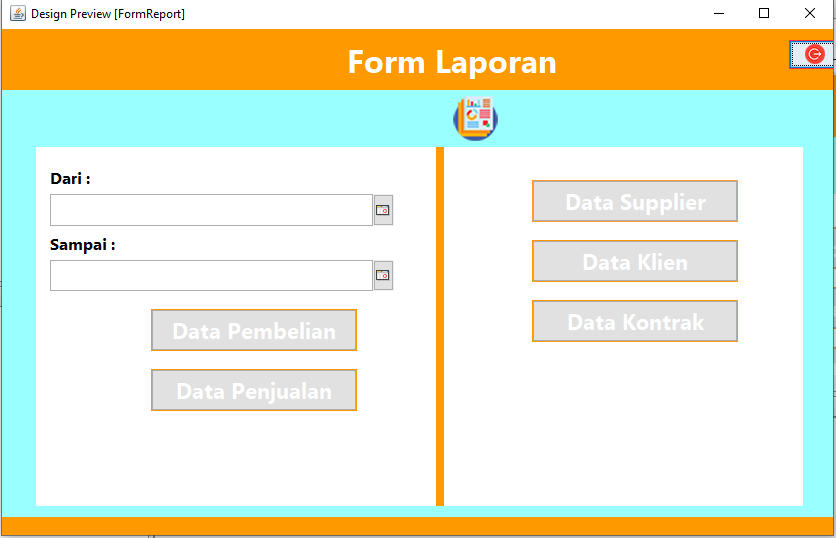 Design Preview [FormReport]
Form Laporan
Dari :
Sampai :
Data Pembelian
Data Penjualan
Data Supplier
Data Klien
Data Kontrak